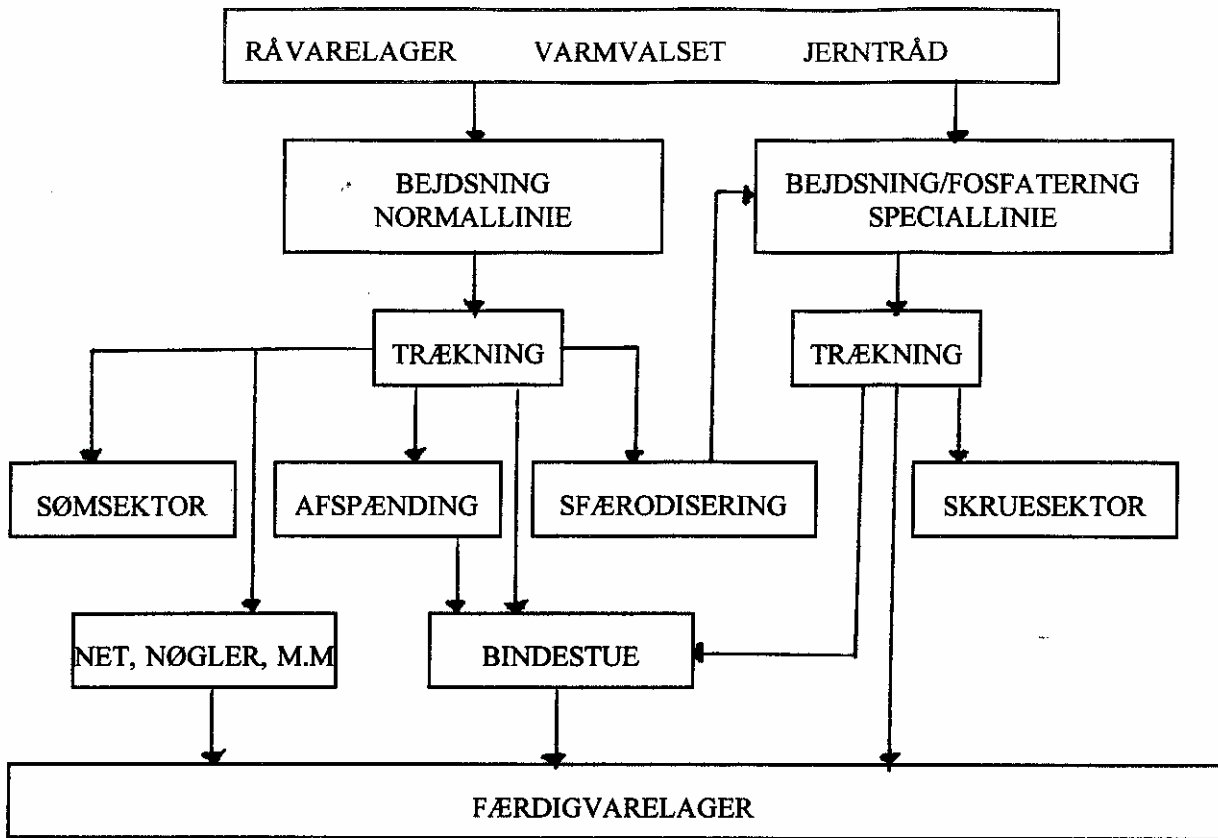 RÅVARELAGER VARMVALSET JERNTRÅD
BEJDSNING
NORMALLINIE
BEJDSNING/FOSFATERING
SPECIALLINIE
TRÆKNING
TRÆKNING
SØMSEKTOR
AFSPÆNDING
SFÆRODISERING
SKRUESEKTOR
NET, NØGLER, M.M
BINDESTUE
FÆRDIGVARELAGER